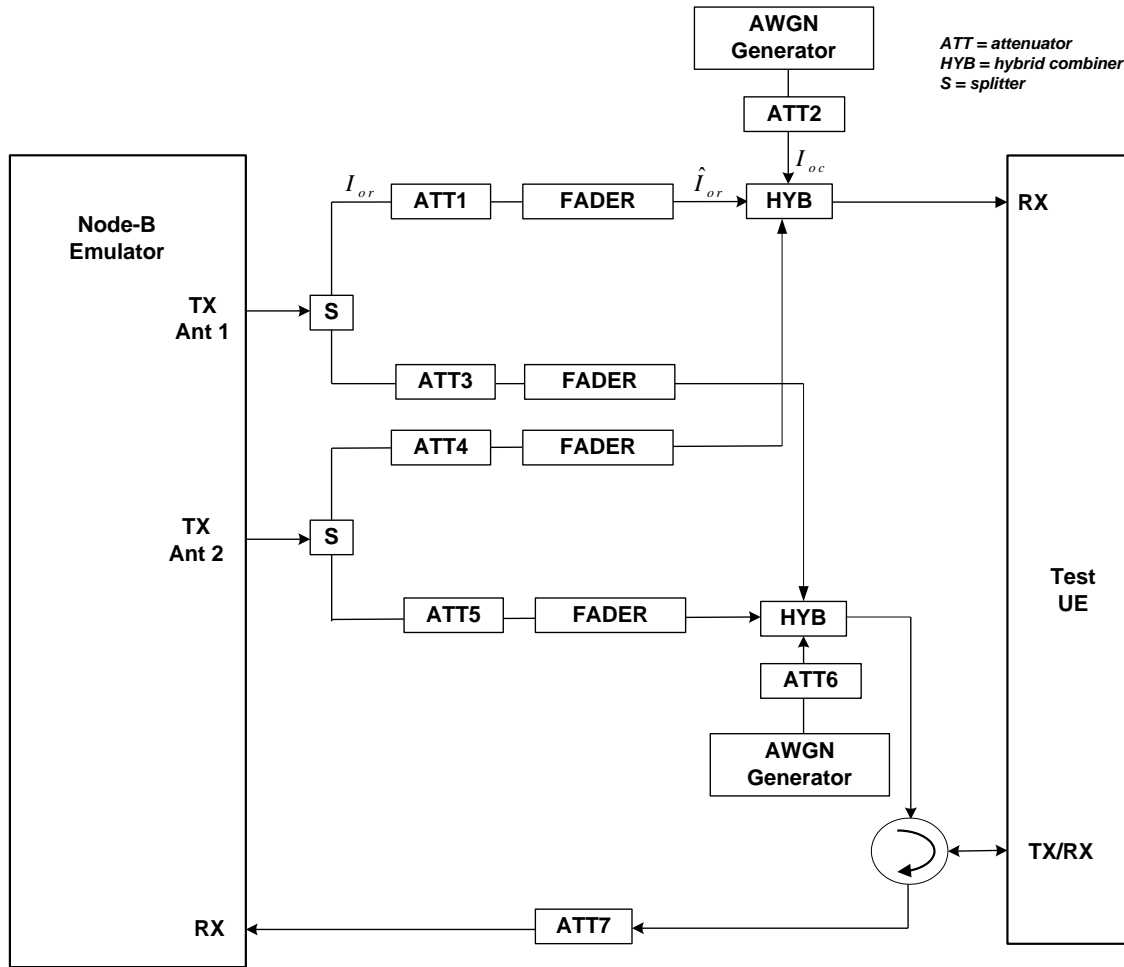 AWGN
Generator
ATT = attenuator
HYB = hybrid combiner
S = splitter
ATT2
I_oc
I_or
ATT1
FADER
Î_or
HYB
RX
Node-B
Emulator
TX
Ant 1
S
ATT3
FADER
ATT4
FADER
TX
Ant 2
S
Test
UE
ATT5
FADER
HYB
ATT6
AWGN
Generator
TX/RX
RX
ATT7